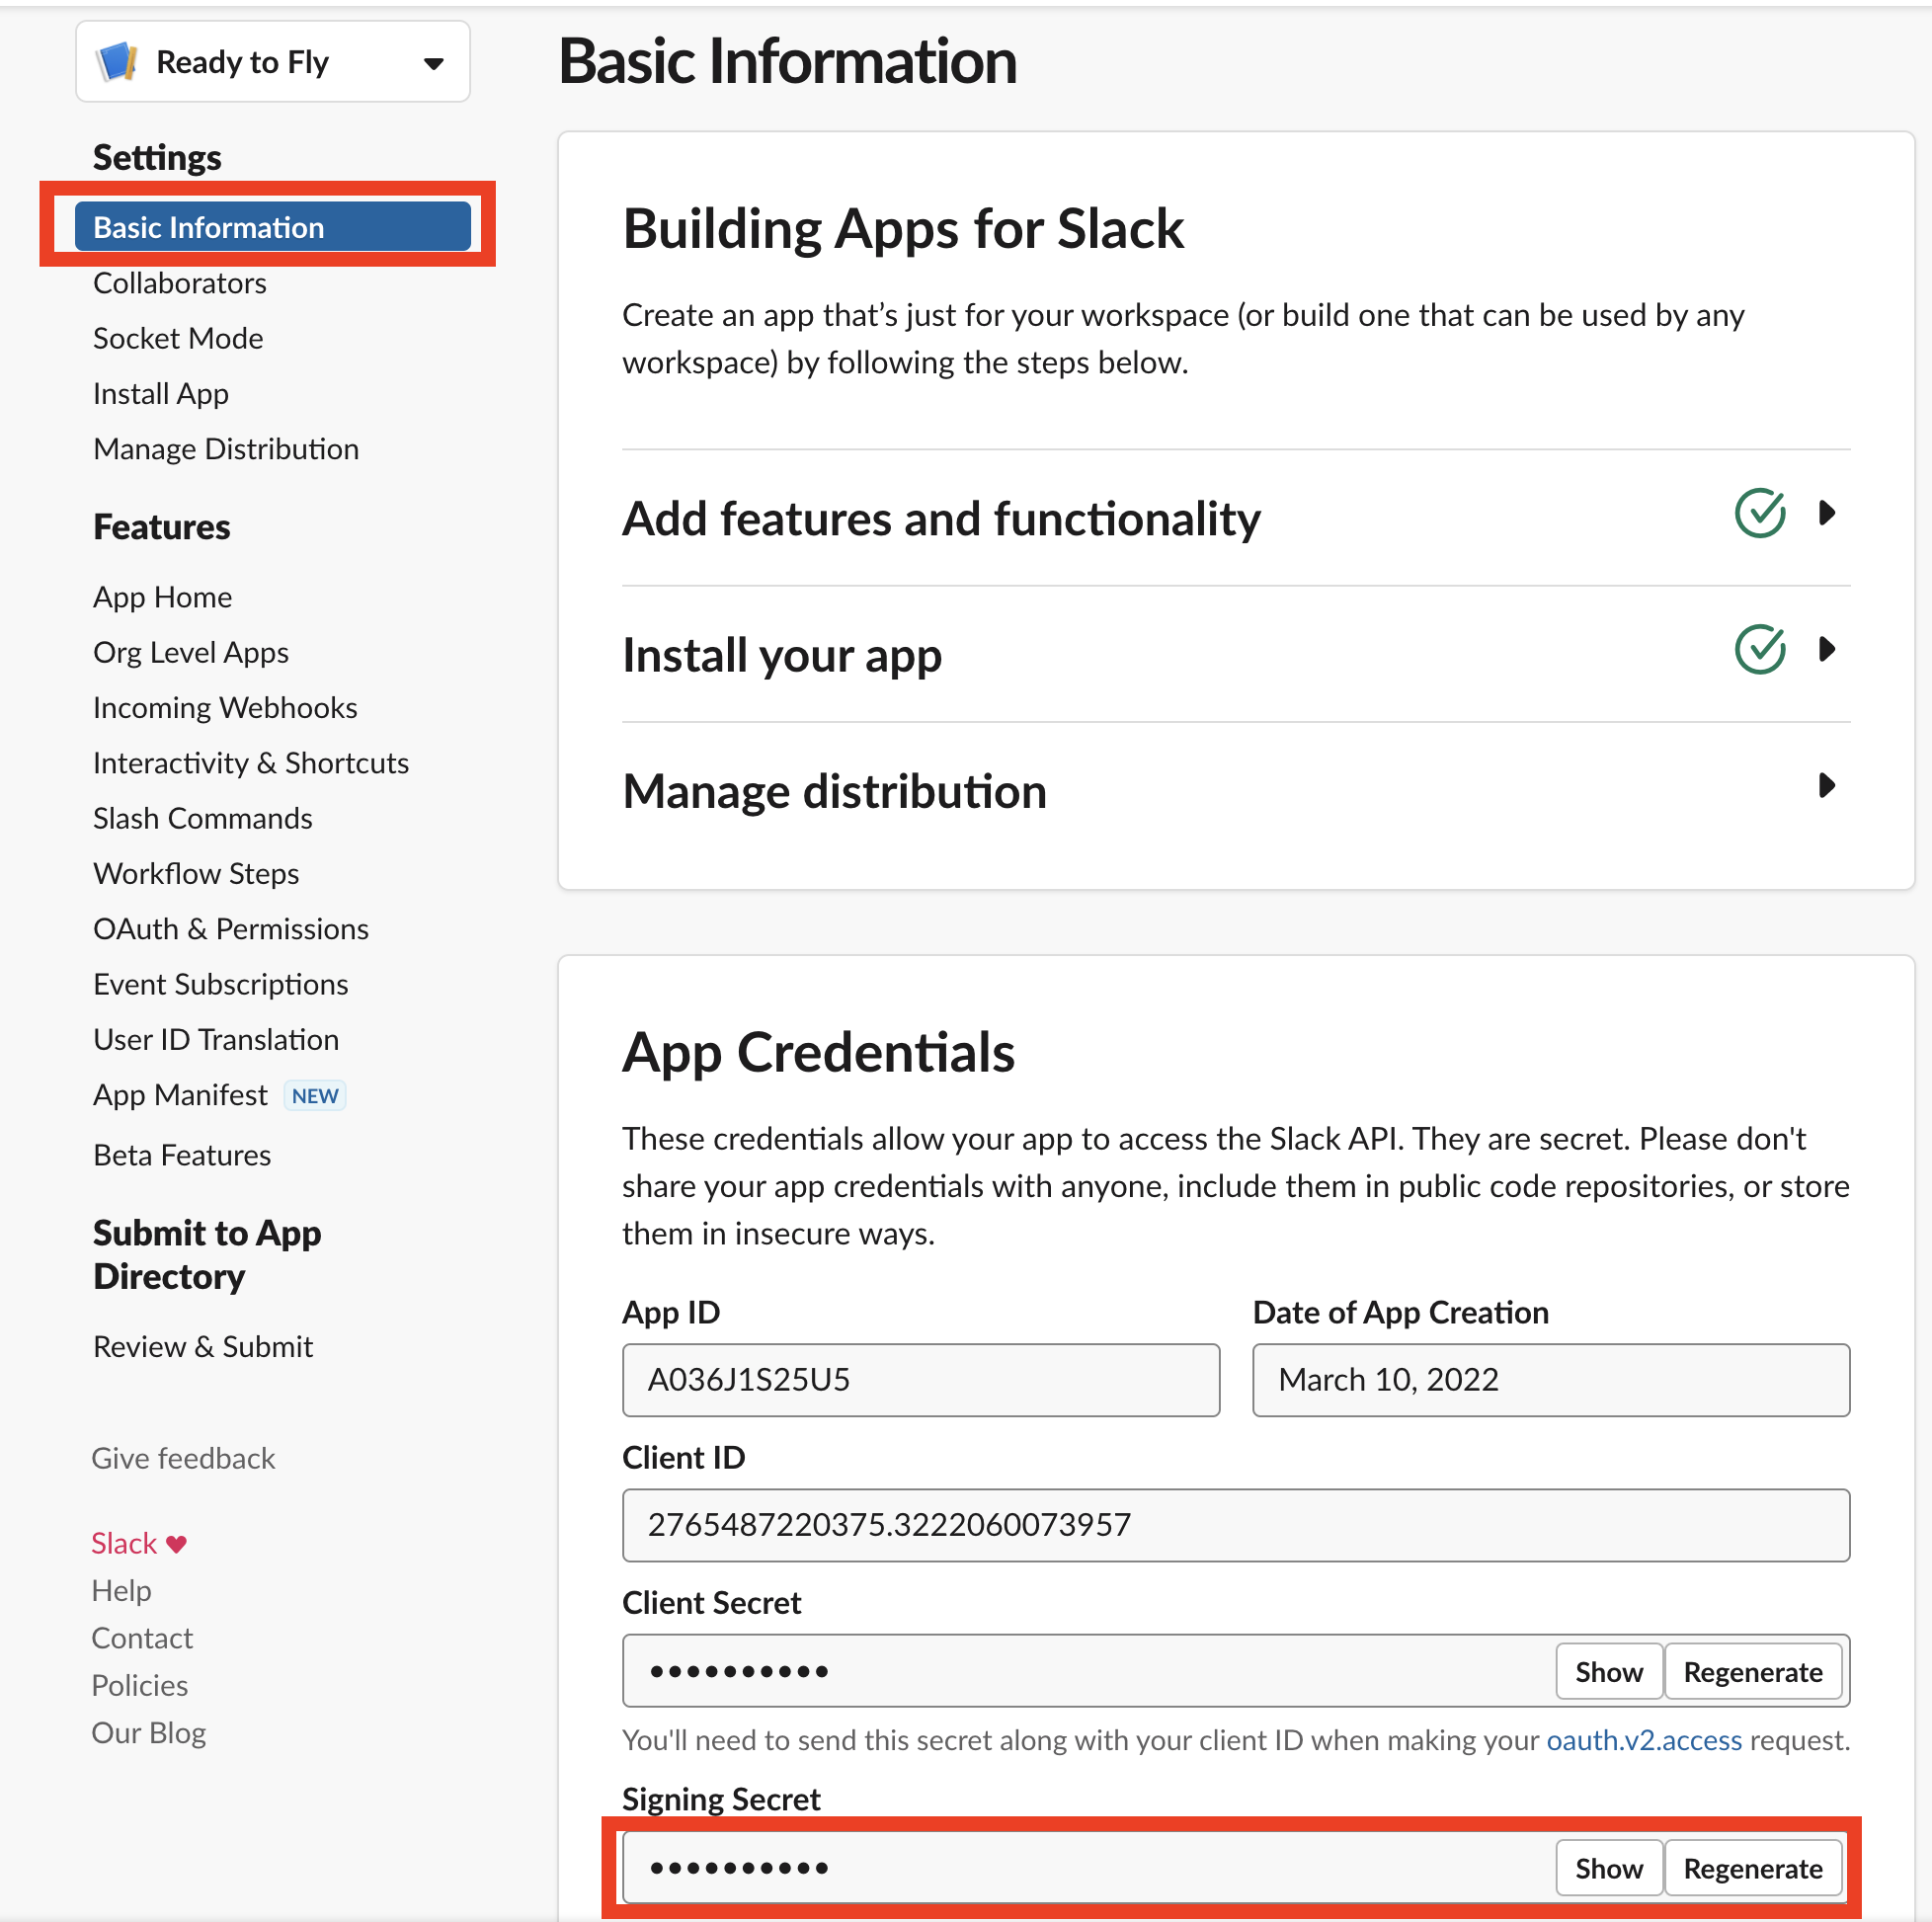 Ready to Fly
Settings
Basic Information
Collaborators
Socket Mode
Install App
Manage Distribution
Features
App Home
Org Level Apps
Incoming Webhooks
Interactivity & Shortcuts
Slash Commands
Workflow Steps
OAuth & Permissions
Event Subscriptions
User ID Translation
App Manifest NEW
Beta Features
Submit to App
Directory
Review & Submit
Give feedback
Slack ♥
Help
Contact
Policies
Our Blog
Basic Information
Building Apps for Slack
Create an app that’s just for your workspace (or build one that can be used by any
workspace) by following the steps below.
Add features and functionality
Install your app
Manage distribution
App Credentials
These credentials allow your app to access the Slack API. They are secret. Please don't
share your app credentials with anyone, include them in public code repositories, or store
them in insecure ways.
App ID
A036J1S25U5
Date of App Creation
March 10, 2022
Client ID
2765487220375.3222060073957
Client Secret
•••••••••• Show Regenerate
You'll need to send this secret along with your client ID when making your oauth.v2.access request.
Signing Secret
•••••••••• Show Regenerate